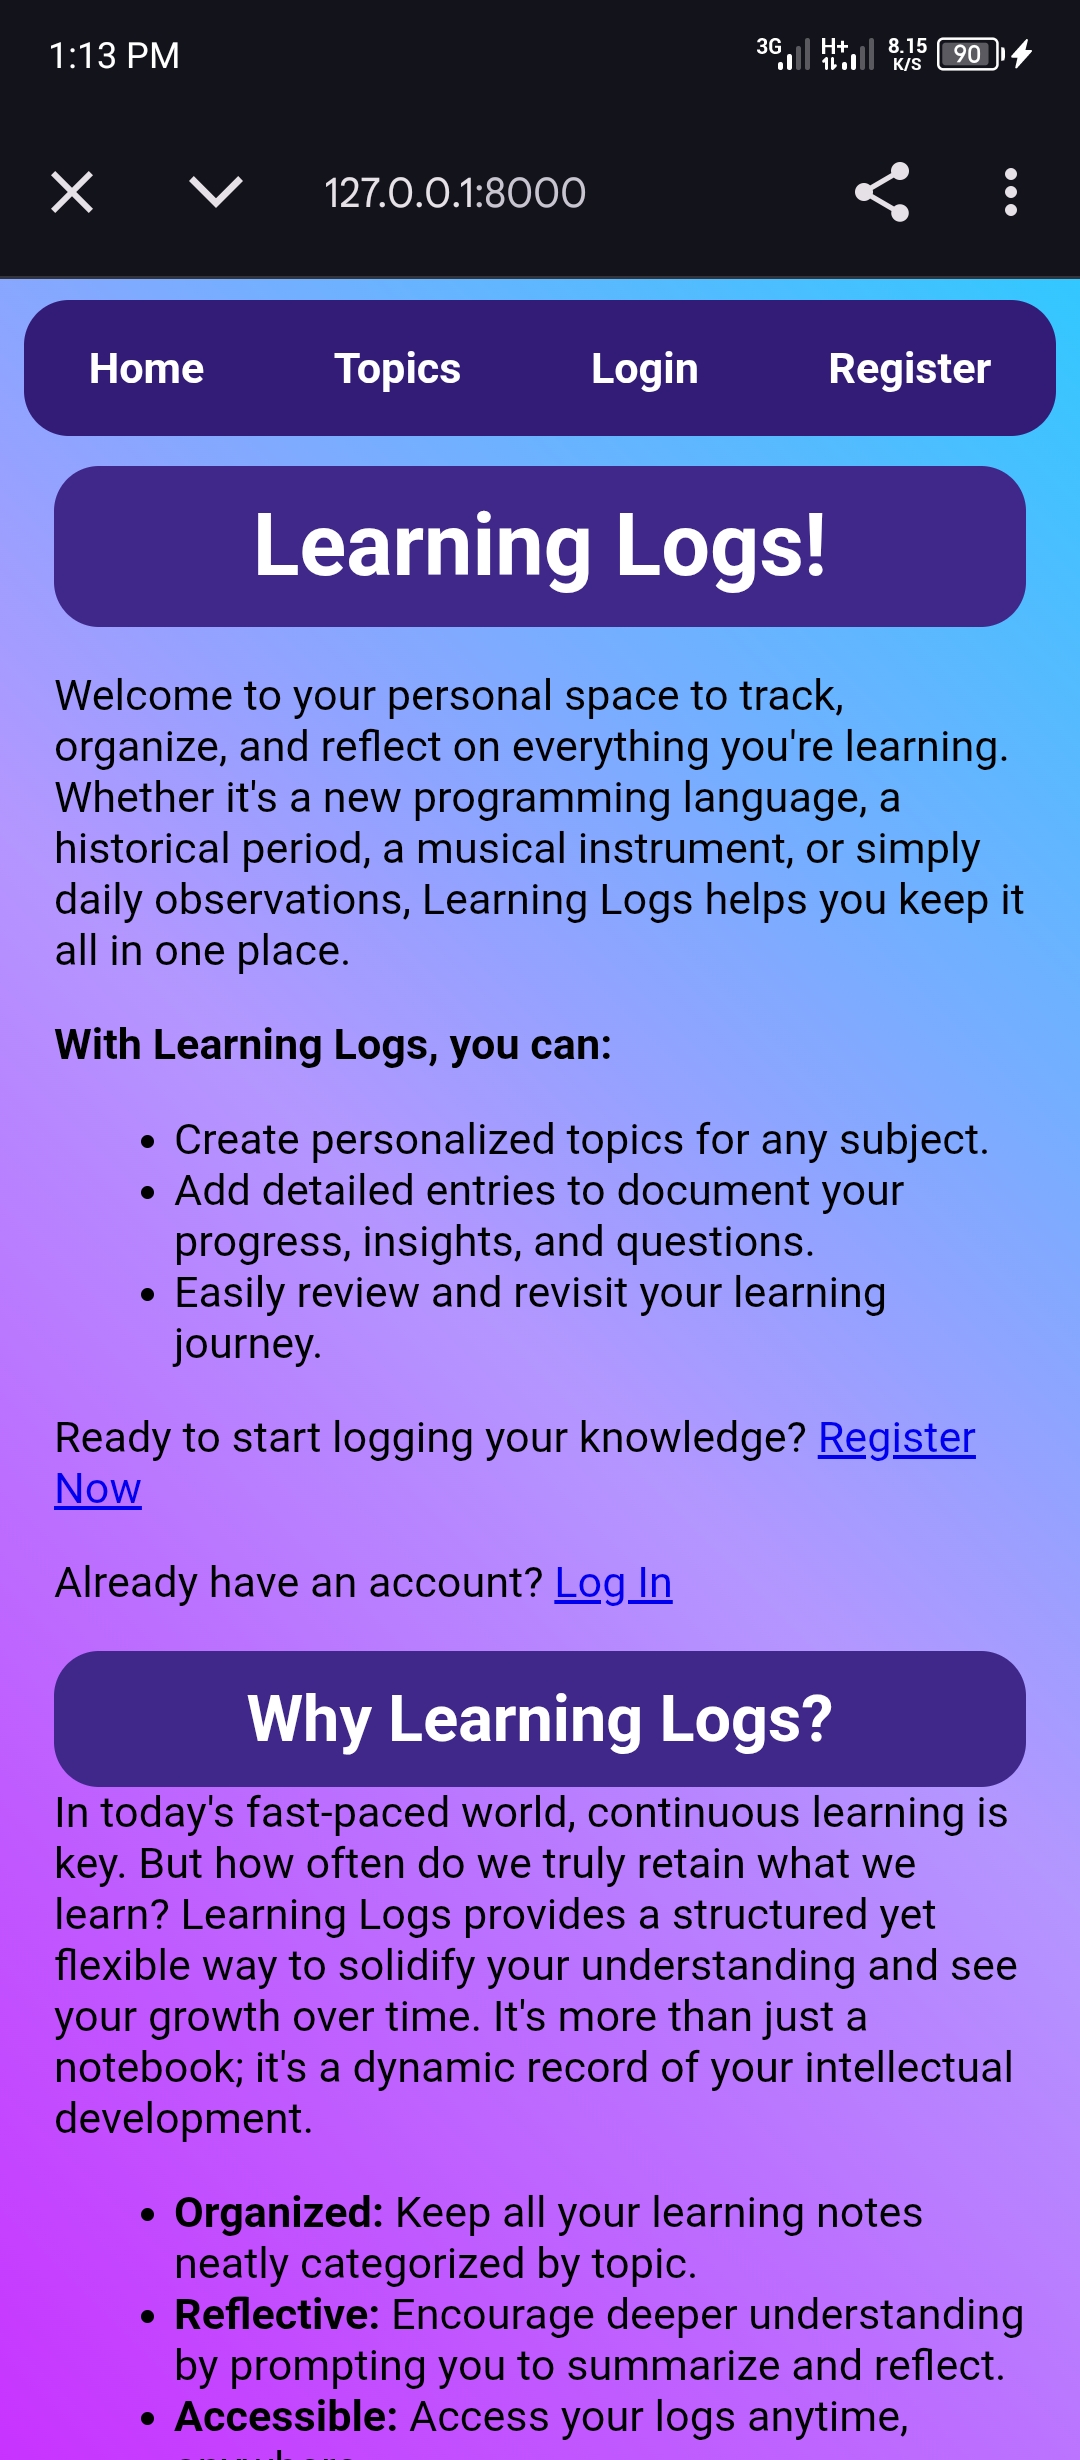 1:13 PM
3G H+ 8.15 K/S 90
127.0.0.1:8000
Home Topics Login Register
Learning Logs!
Welcome to your personal space to track,
organize, and reflect on everything you're learning.
Whether it's a new programming language, a
historical period, a musical instrument, or simply
daily observations, Learning Logs helps you keep it
all in one place.
With Learning Logs, you can:
• Create personalized topics for any subject.
• Add detailed entries to document your
progress, insights, and questions.
• Easily review and revisit your learning
journey.
Ready to start logging your knowledge? Register
Now
Already have an account? Log In
Why Learning Logs?
In today's fast-paced world, continuous learning is
key. But how often do we truly retain what we
learn? Learning Logs provides a structured yet
flexible way to solidify your understanding and see
your growth over time. It's more than just a
notebook; it's a dynamic record of your intellectual
development.
• Organized: Keep all your learning notes
neatly categorized by topic.
• Reflective: Encourage deeper understanding
by prompting you to summarize and reflect.
• Accessible: Access your logs anytime,